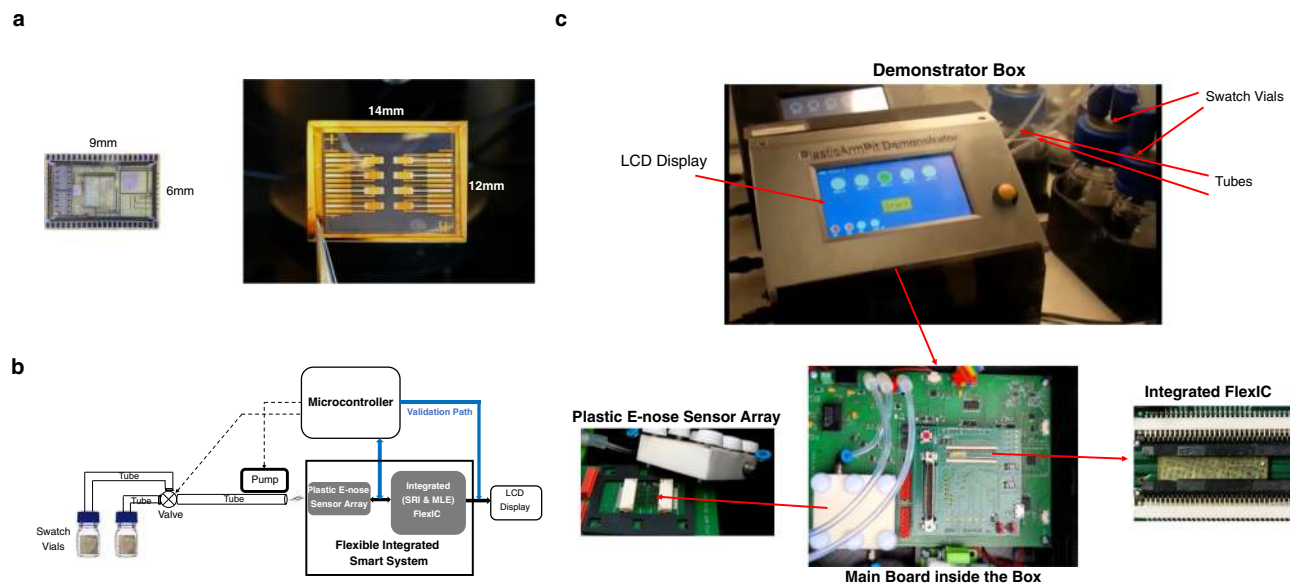 a
9mm
6mm
14mm
12mm
b
Microcontroller
Validation Path
Tube
Tube
Valve
Tube
Pump
Plastic E-nose
Sensor Array
Integrated
(SRI & MLE)
FlexIC
LCD
Display
Flexible Integrated
Smart System
Swatch
Vials
c
Demonstrator Box
LCD Display
PlasticArmPit Demonstrator
Swatch Vials
Tubes
Plastic E-nose Sensor Array
Integrated FlexIC
Main Board inside the Box